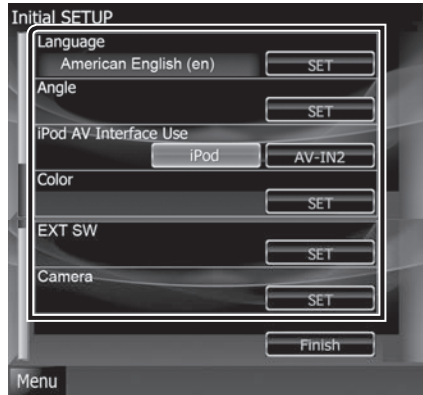 Initial SETUP
Language
American English (en) SET
Angle
SET
iPod AV Interface Use
iPod AV-IN2
Color
SET
EXT SW
SET
Camera
SET
Finish
Menu